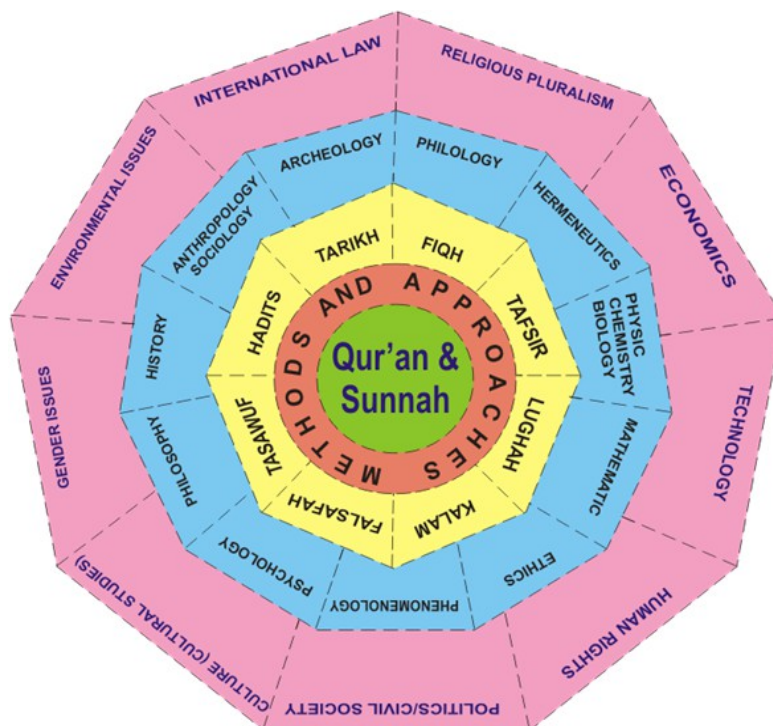 INTERNATIONAL LAW
RELIGIOUS PLURALISM
ECONOMICS
TECHNOLOGY
HUMAN RIGHTS
POLITICS/CIVIL SOCIETY
CULTURE (CULTURAL STUDIES)
GENDER ISSUES
ENVIRONMENTAL ISSUES
ARCHEOLOGY
PHILOLOGY
HERMENEUTICS
PHYSIC
CHEMISTRY
BIOLOGY
MATHEMATIC
ETHICS
PHENOMENOLOGY
PSYCHOLOGY
PHILOSOPHY
HISTORY
ANTHROPOLOGY
SOCIOLOGY
TARIKH
FIQH
TAFSIR
LUGHAH
KALAM
FALSAFAH
TASAWUF
HADITS
METHODS AND APPROACHES
Qur'an &
Sunnah